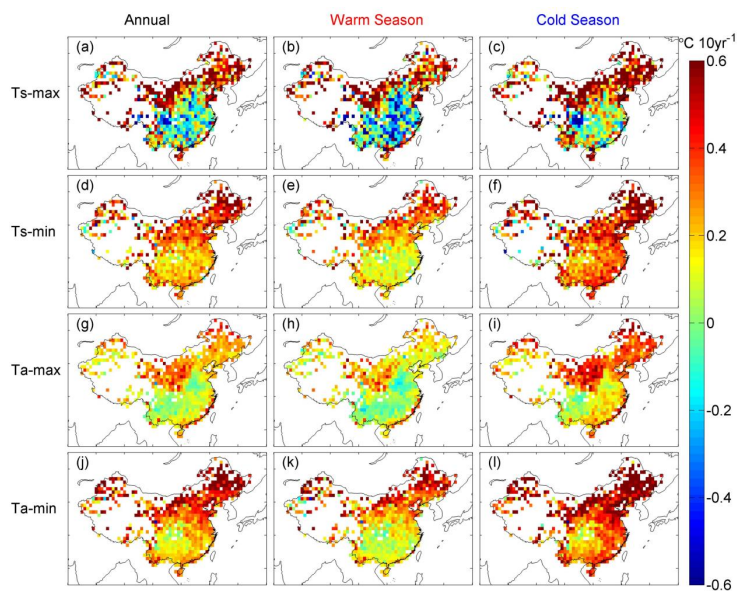 Annual Warm Season Cold Season
°C 10yr⁻¹
Ts-max (a) (b) (c) 0.6
0.4
Ts-min (d) (e) (f)
0.2
Ta-max (g) (h) (i) 0
-0.2
Ta-min (j) (k) (l) -0.4
-0.6